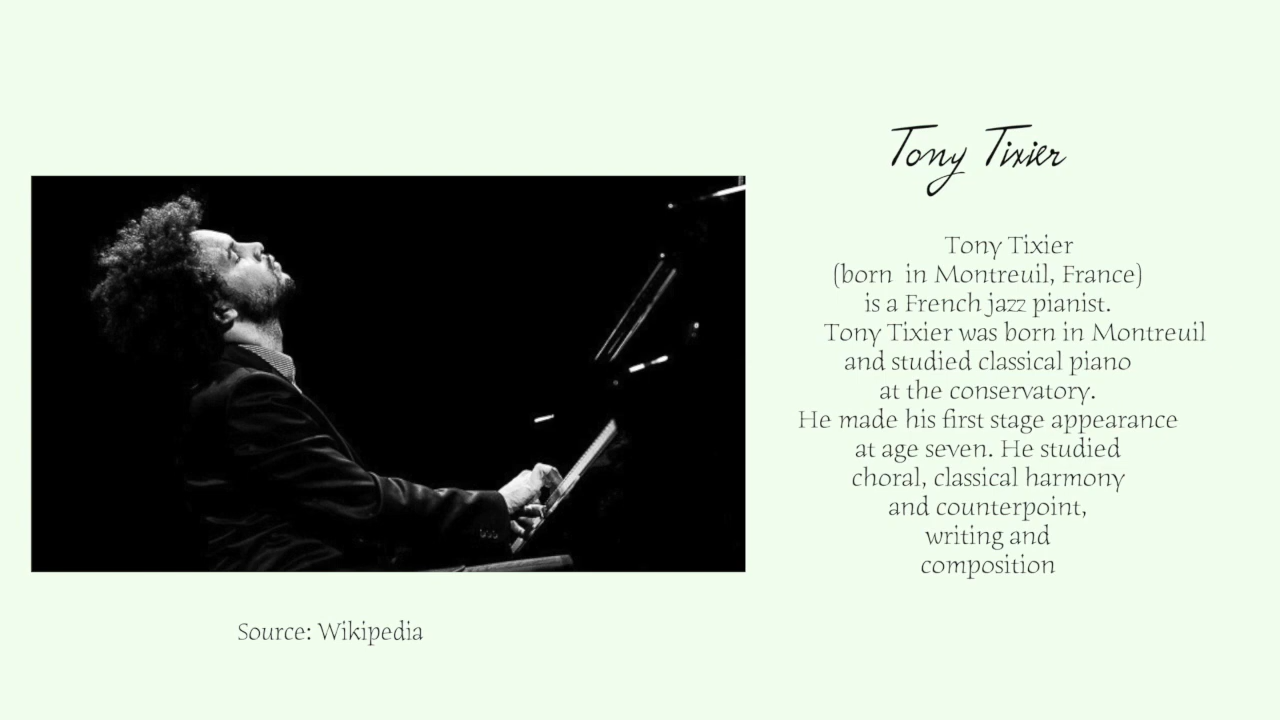 Tony Tixier
Tony Tixier
(born in Montreuil, France)
is a French jazz pianist.
Tony Tixier was born in Montreuil
and studied classical piano
at the conservatory.
He made his first stage appearance
at age seven. He studied
choral, classical harmony
and counterpoint,
writing and
composition
Source: Wikipedia